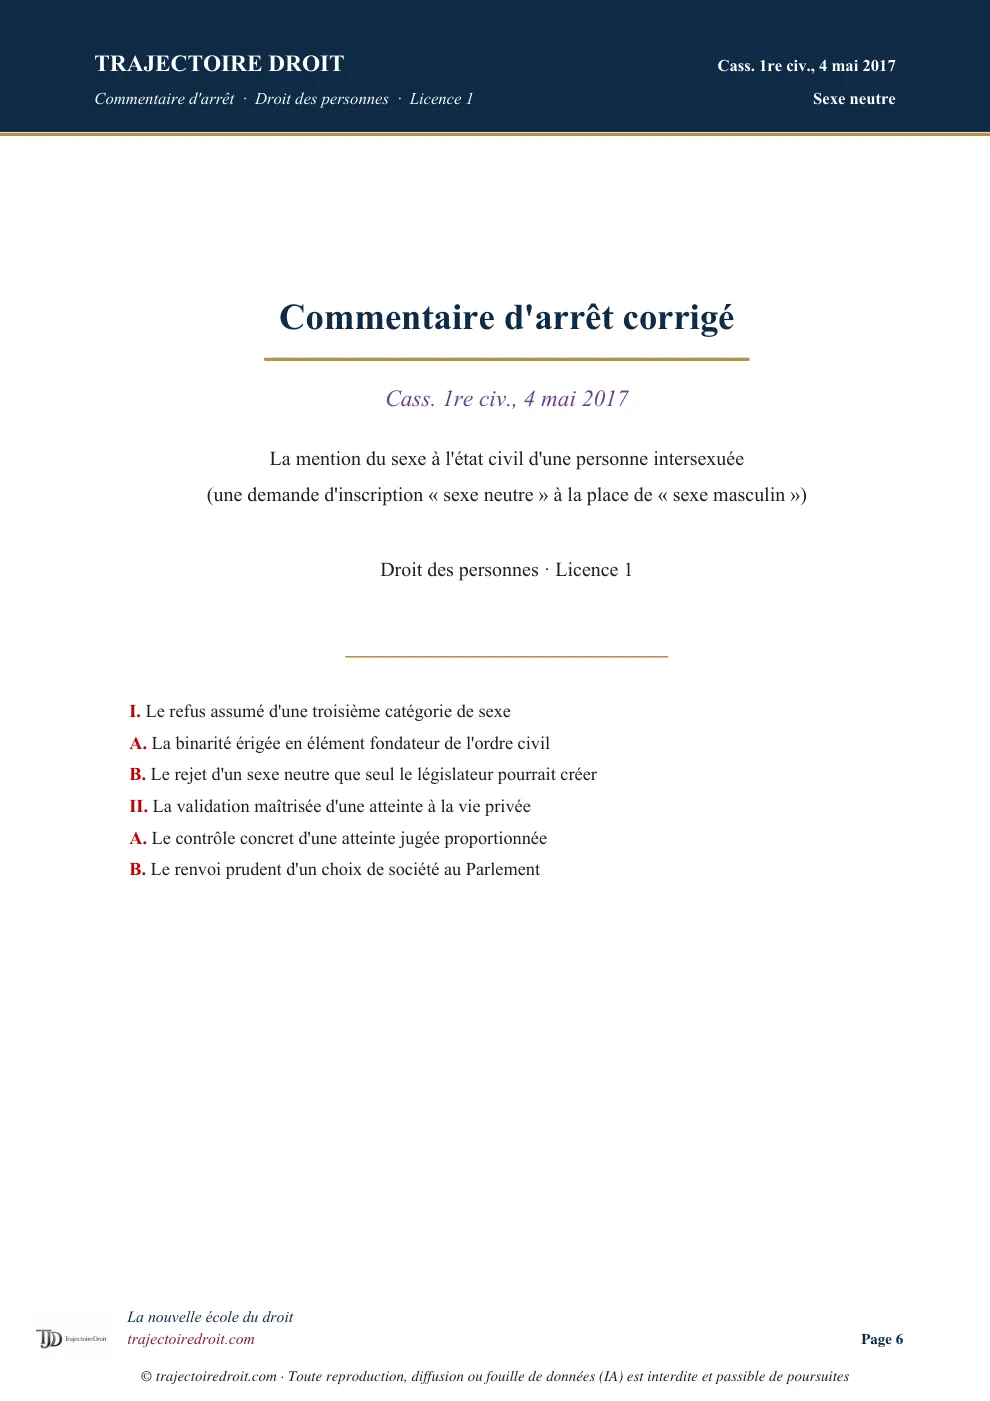 TRAJECTOIRE DROIT
Cass. 1re civ., 4 mai 2017
Commentaire d'arrêt · Droit des personnes · Licence 1
Sexe neutre
Commentaire d'arrêt corrigé
Cass. 1re civ., 4 mai 2017
La mention du sexe à l'état civil d'une personne intersexuée
(une demande d'inscription « sexe neutre » à la place de « sexe masculin »)
Droit des personnes · Licence 1
I. Le refus assumé d'une troisième catégorie de sexe
A. La binarité érigée en élément fondateur de l'ordre civil
B. Le rejet d'un sexe neutre que seul le législateur pourrait créer
II. La validation maîtrisée d'une atteinte à la vie privée
A. Le contrôle concret d'une atteinte jugée proportionnée
B. Le renvoi prudent d'un choix de société au Parlement
La nouvelle école du droit
TJD TrajectoireDroit
trajectoiredroit.com
Page 6
© trajectoiredroit.com · Toute reproduction, diffusion ou fouille de données (IA) est interdite et passible de poursuites